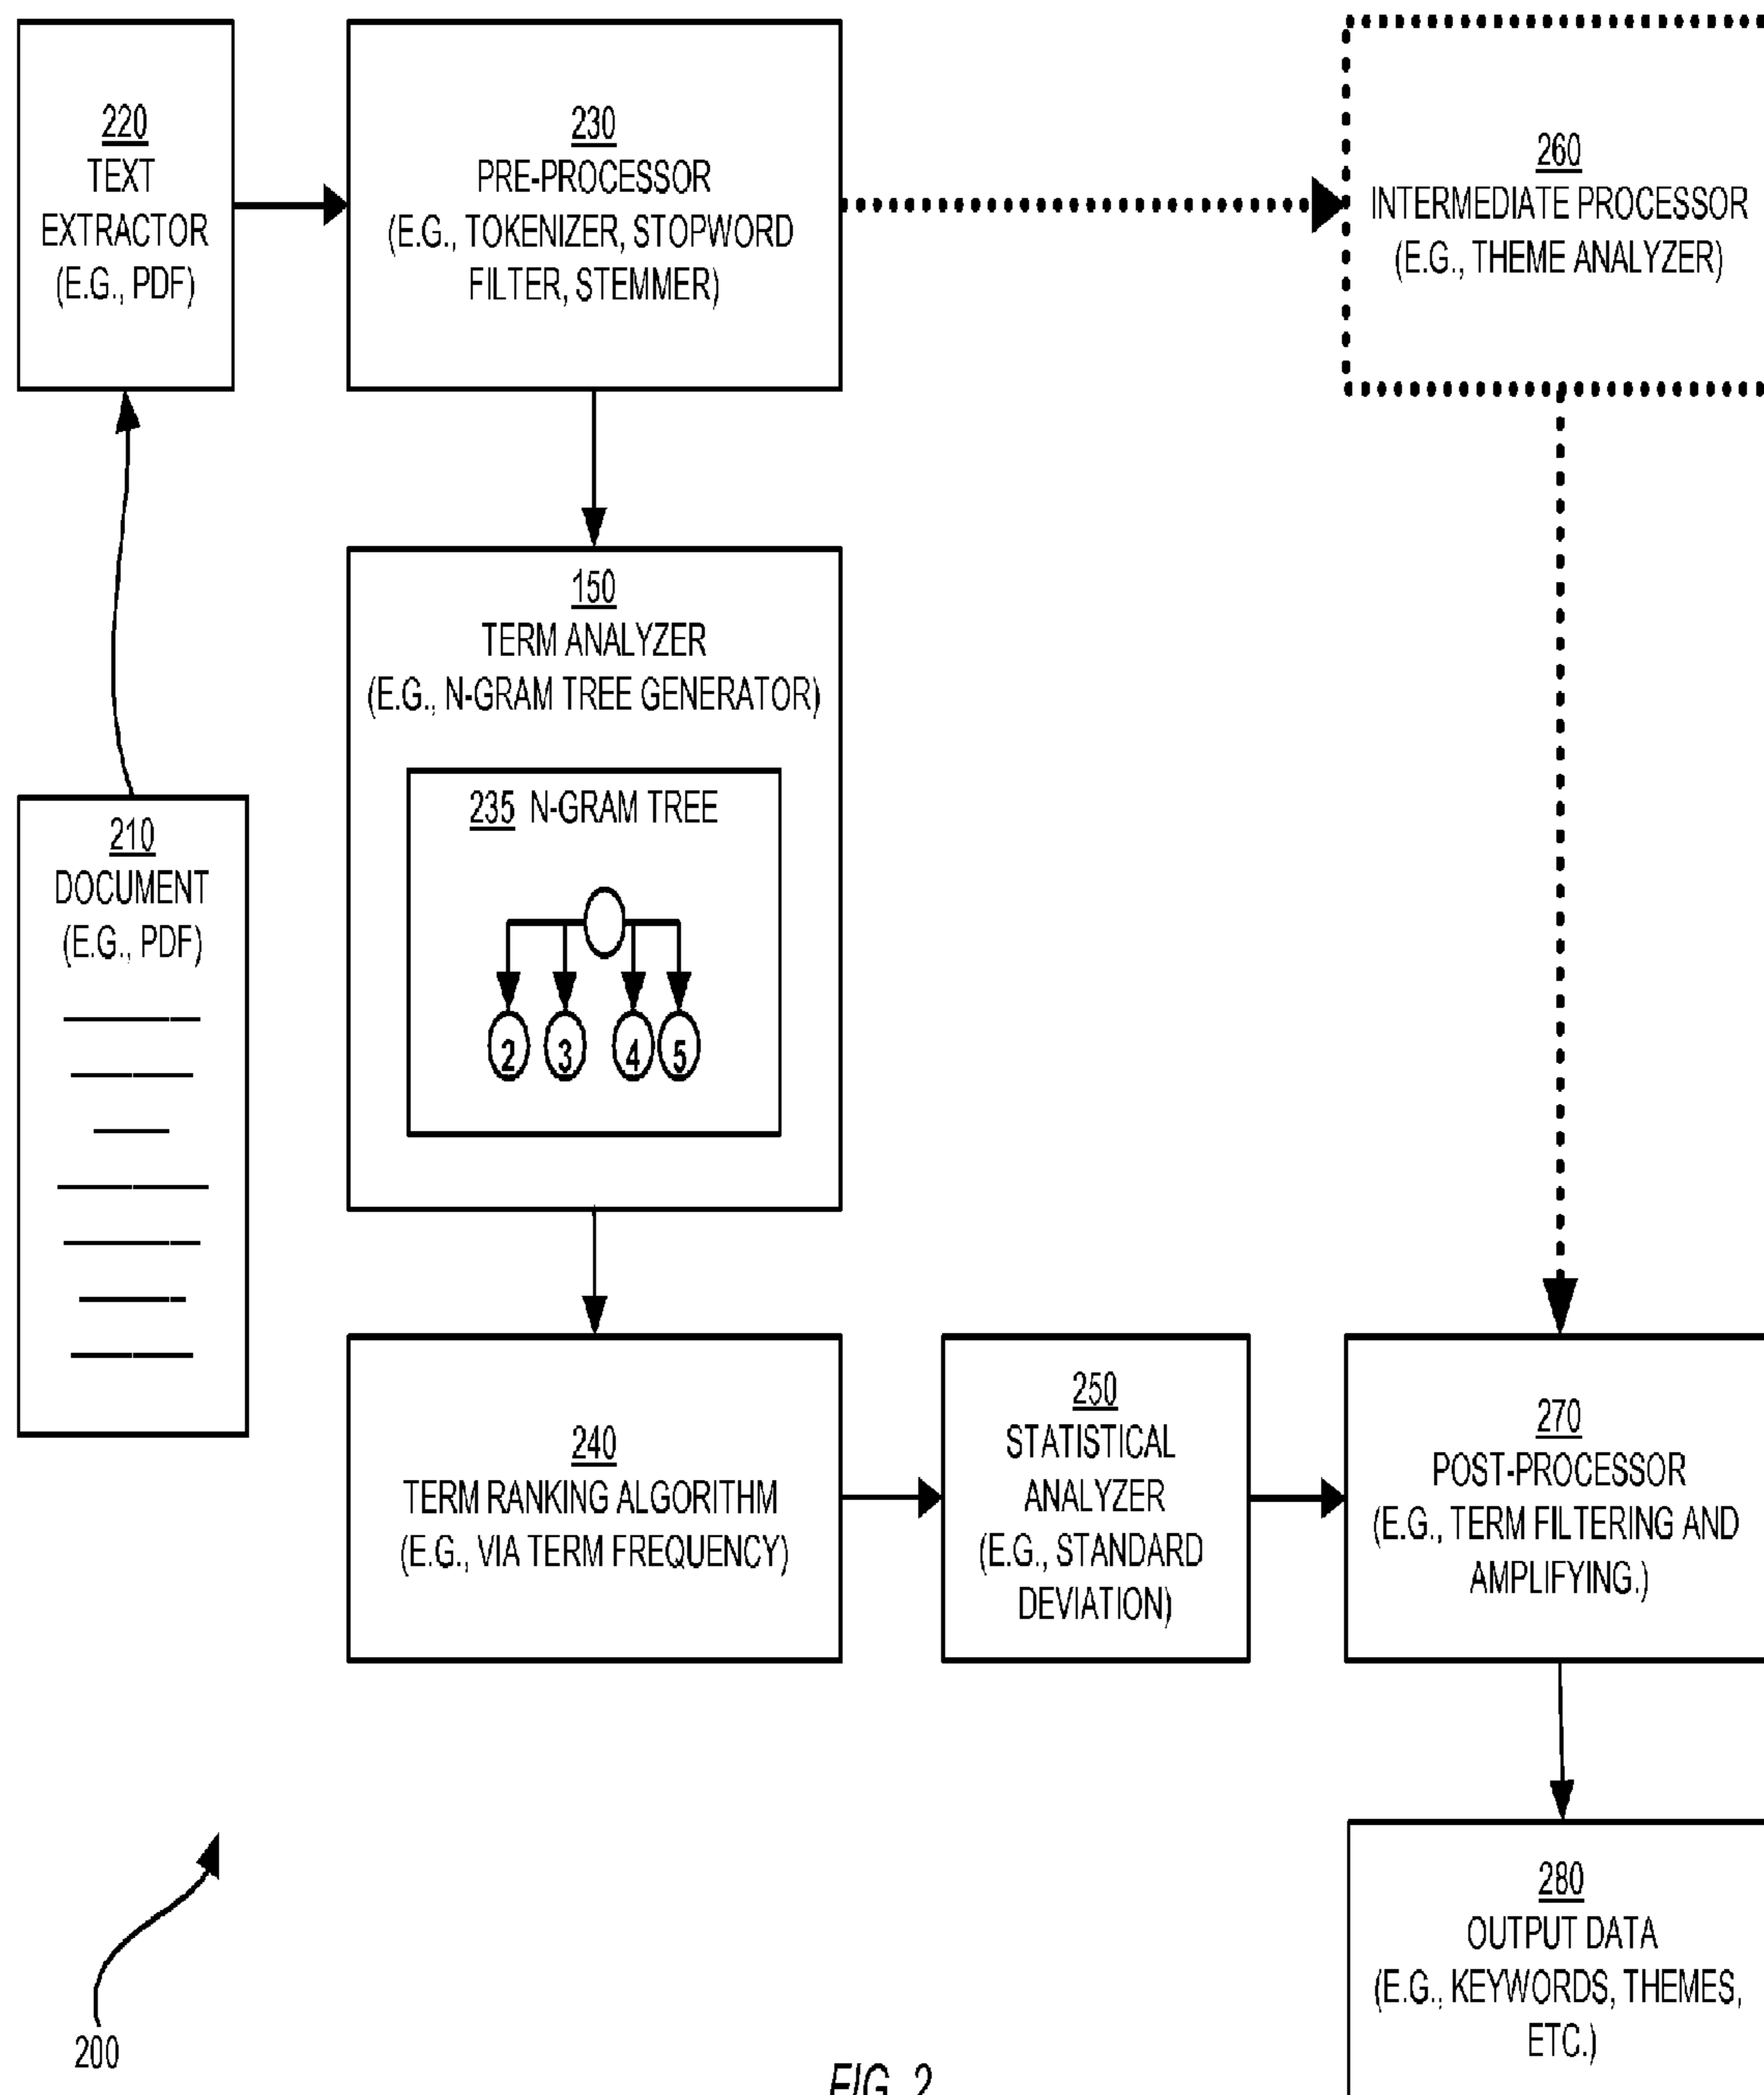 220
TEXT
EXTRACTOR
(E.G., PDF)
230
PRE-PROCESSOR
(E.G., TOKENIZER, STOPWORD
FILTER, STEMMER)
260
INTERMEDIATE PROCESSOR
(E.G., THEME ANALYZER)
150
TERM ANALYZER
(E.G., N-GRAM TREE GENERATOR)
235 N-GRAM TREE
2 3 4 5
210
DOCUMENT
(E.G., PDF)
240
TERM RANKING ALGORITHM
(E.G., VIA TERM FREQUENCY)
250
STATISTICAL
ANALYZER
(E.G., STANDARD
DEVIATION)
270
POST-PROCESSOR
(E.G., TERM FILTERING AND
AMPLIFYING.)
280
OUTPUT DATA
(E.G., KEYWORDS, THEMES,
ETC.)
200
FIG. 2